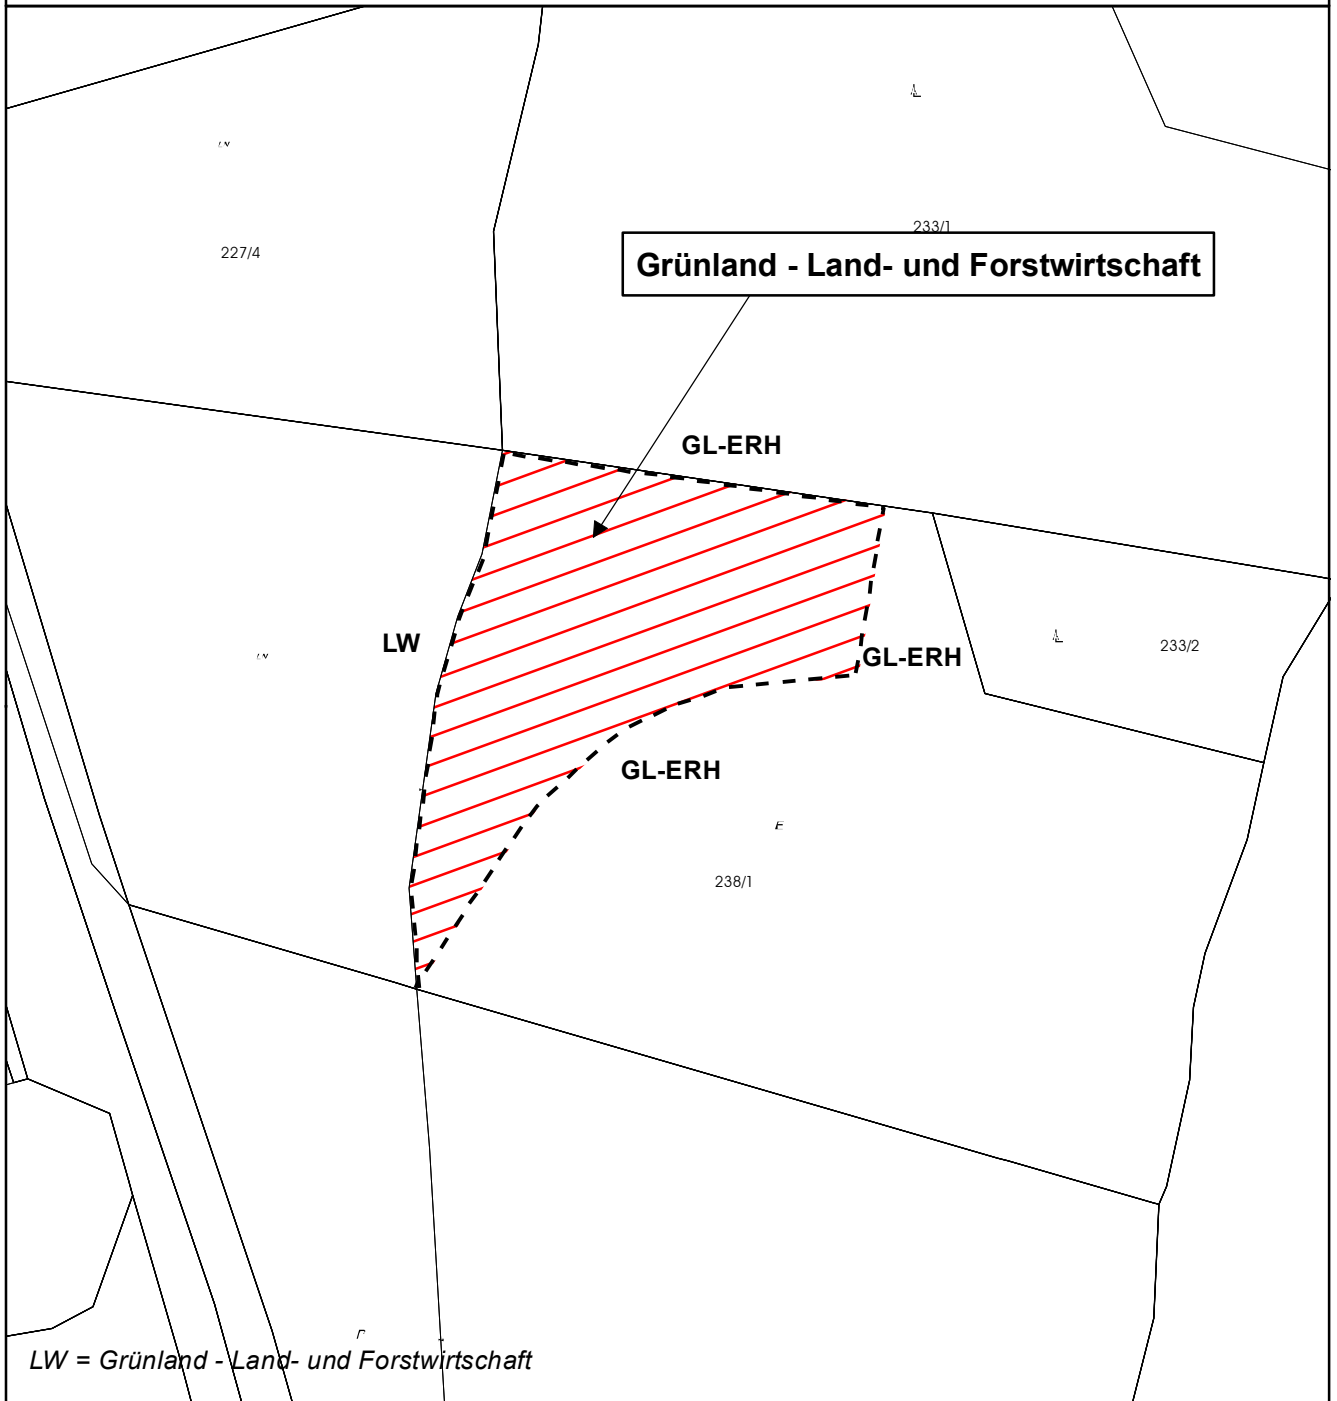 227/4
233/1
Grünland - Land- und Forstwirtschaft
GL-ERH
LW
GL-ERH
233/2
GL-ERH
238/1
LW = Grünland - Land- und Forstwirtschaft